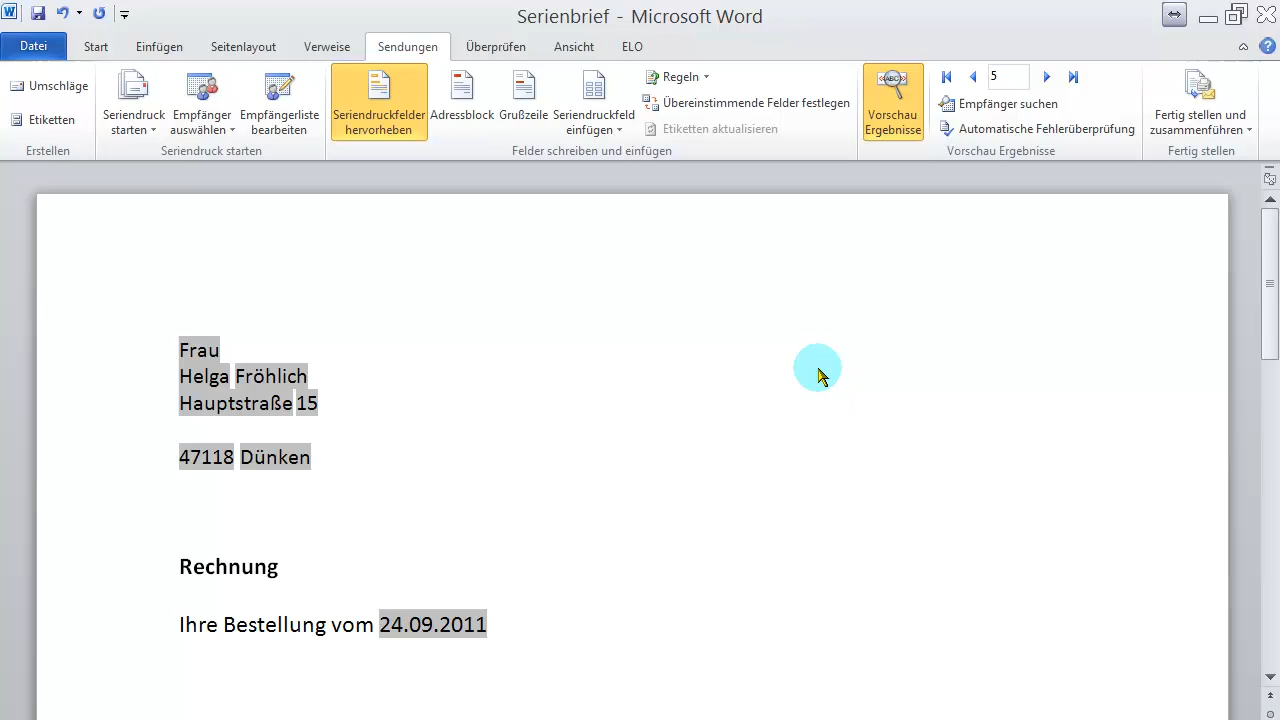 Serienbrief - Microsoft Word
Datei Start Einfügen Seitenlayout Verweise Sendungen Überprüfen Ansicht ELO
Umschläge
Etiketten
Erstellen
Seriendruck starten
Empfänger auswählen
Empfängerliste bearbeiten
Seriendruck starten
Seriendruckfelder hervorheben
Adressblock
Grußzeile
Seriendruckfeld einfügen
Regeln
Übereinstimmende Felder festlegen
Etiketten aktualisieren
Felder schreiben und einfügen
ABC
Vorschau Ergebnisse
5
Empfänger suchen
Automatische Fehlerüberprüfung
Vorschau Ergebnisse
Fertig stellen und zusammenführen
Fertig stellen
Frau
Helga Fröhlich
Hauptstraße 15
47118 Dünken
Rechnung
Ihre Bestellung vom 24.09.2011